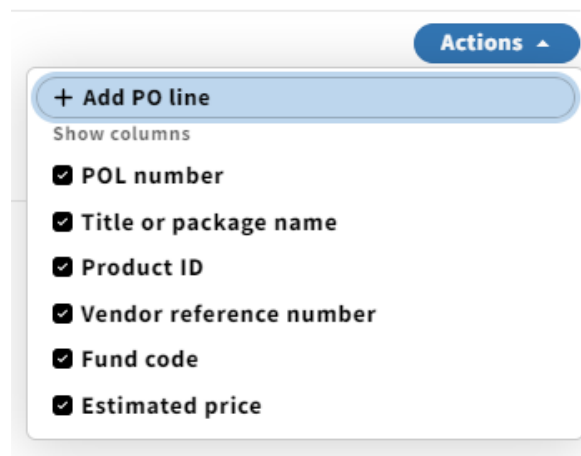 Actions
+ Add PO line
Show columns
POL number
Title or package name
Product ID
Vendor reference number
Fund code
Estimated price